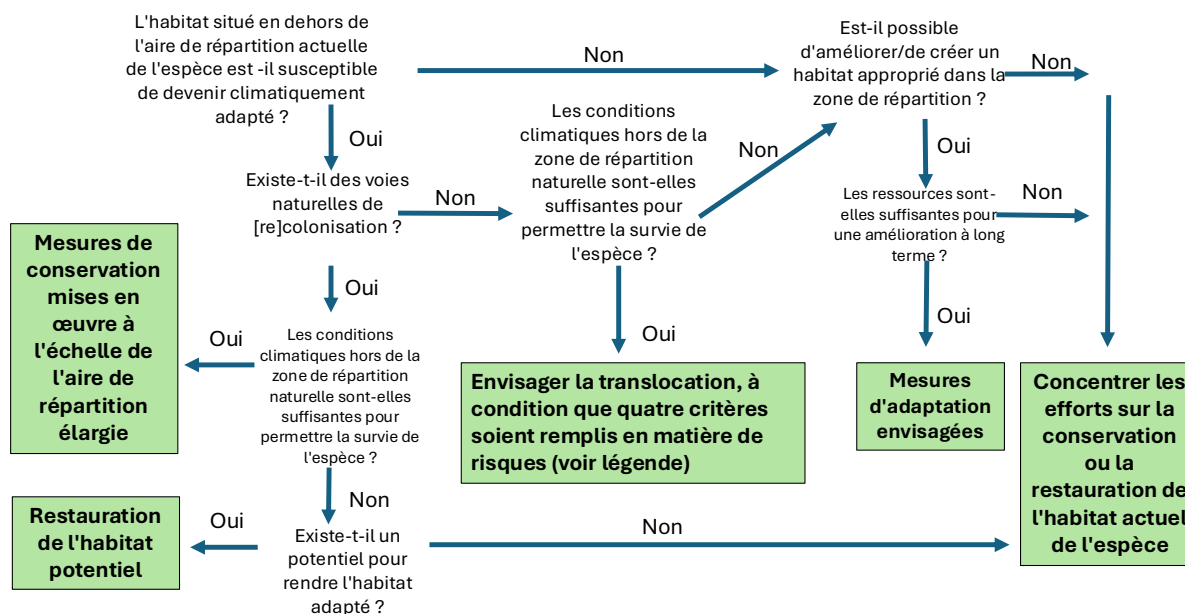 L'habitat situé en dehors de
l'aire de répartition actuelle
de l'espèce est -il susceptible
de devenir climatiquement
adapté ?
Non
Est-il possible
d'améliorer/de créer un
habitat approprié dans la
zone de répartition ?
Non
Oui
Les conditions
climatiques hors de la
zone de répartition
naturelle sont-elles
suffisantes pour
permettre la survie de
l'espèce ?
Non
Oui
Existe-t-il des voies
naturelles de
[re]colonisation ?
Non
Les ressources sont-
elles suffisantes pour
une amélioration à long
terme ?
Non
Mesures de
conservation
mises en
œuvre à
l'échelle de
l'aire de
répartition
élargie
Oui
Oui
Les conditions
climatiques hors de la
zone de répartition
naturelle sont-elles
suffisantes pour
permettre la survie de
l'espèce ?
Oui
Oui
Envisager la translocation, à
condition que quatre critères
soient remplis en matière de
risques (voir légende)
Mesures
d'adaptation
envisagées
Concentrer les
efforts sur la
conservation
ou la
restauration de
l'habitat actuel
de l'espèce
Non
Restauration
de l'habitat
potentiel
Oui
Existe-t-il un
potentiel pour
rendre l'habitat
adapté ?
Non